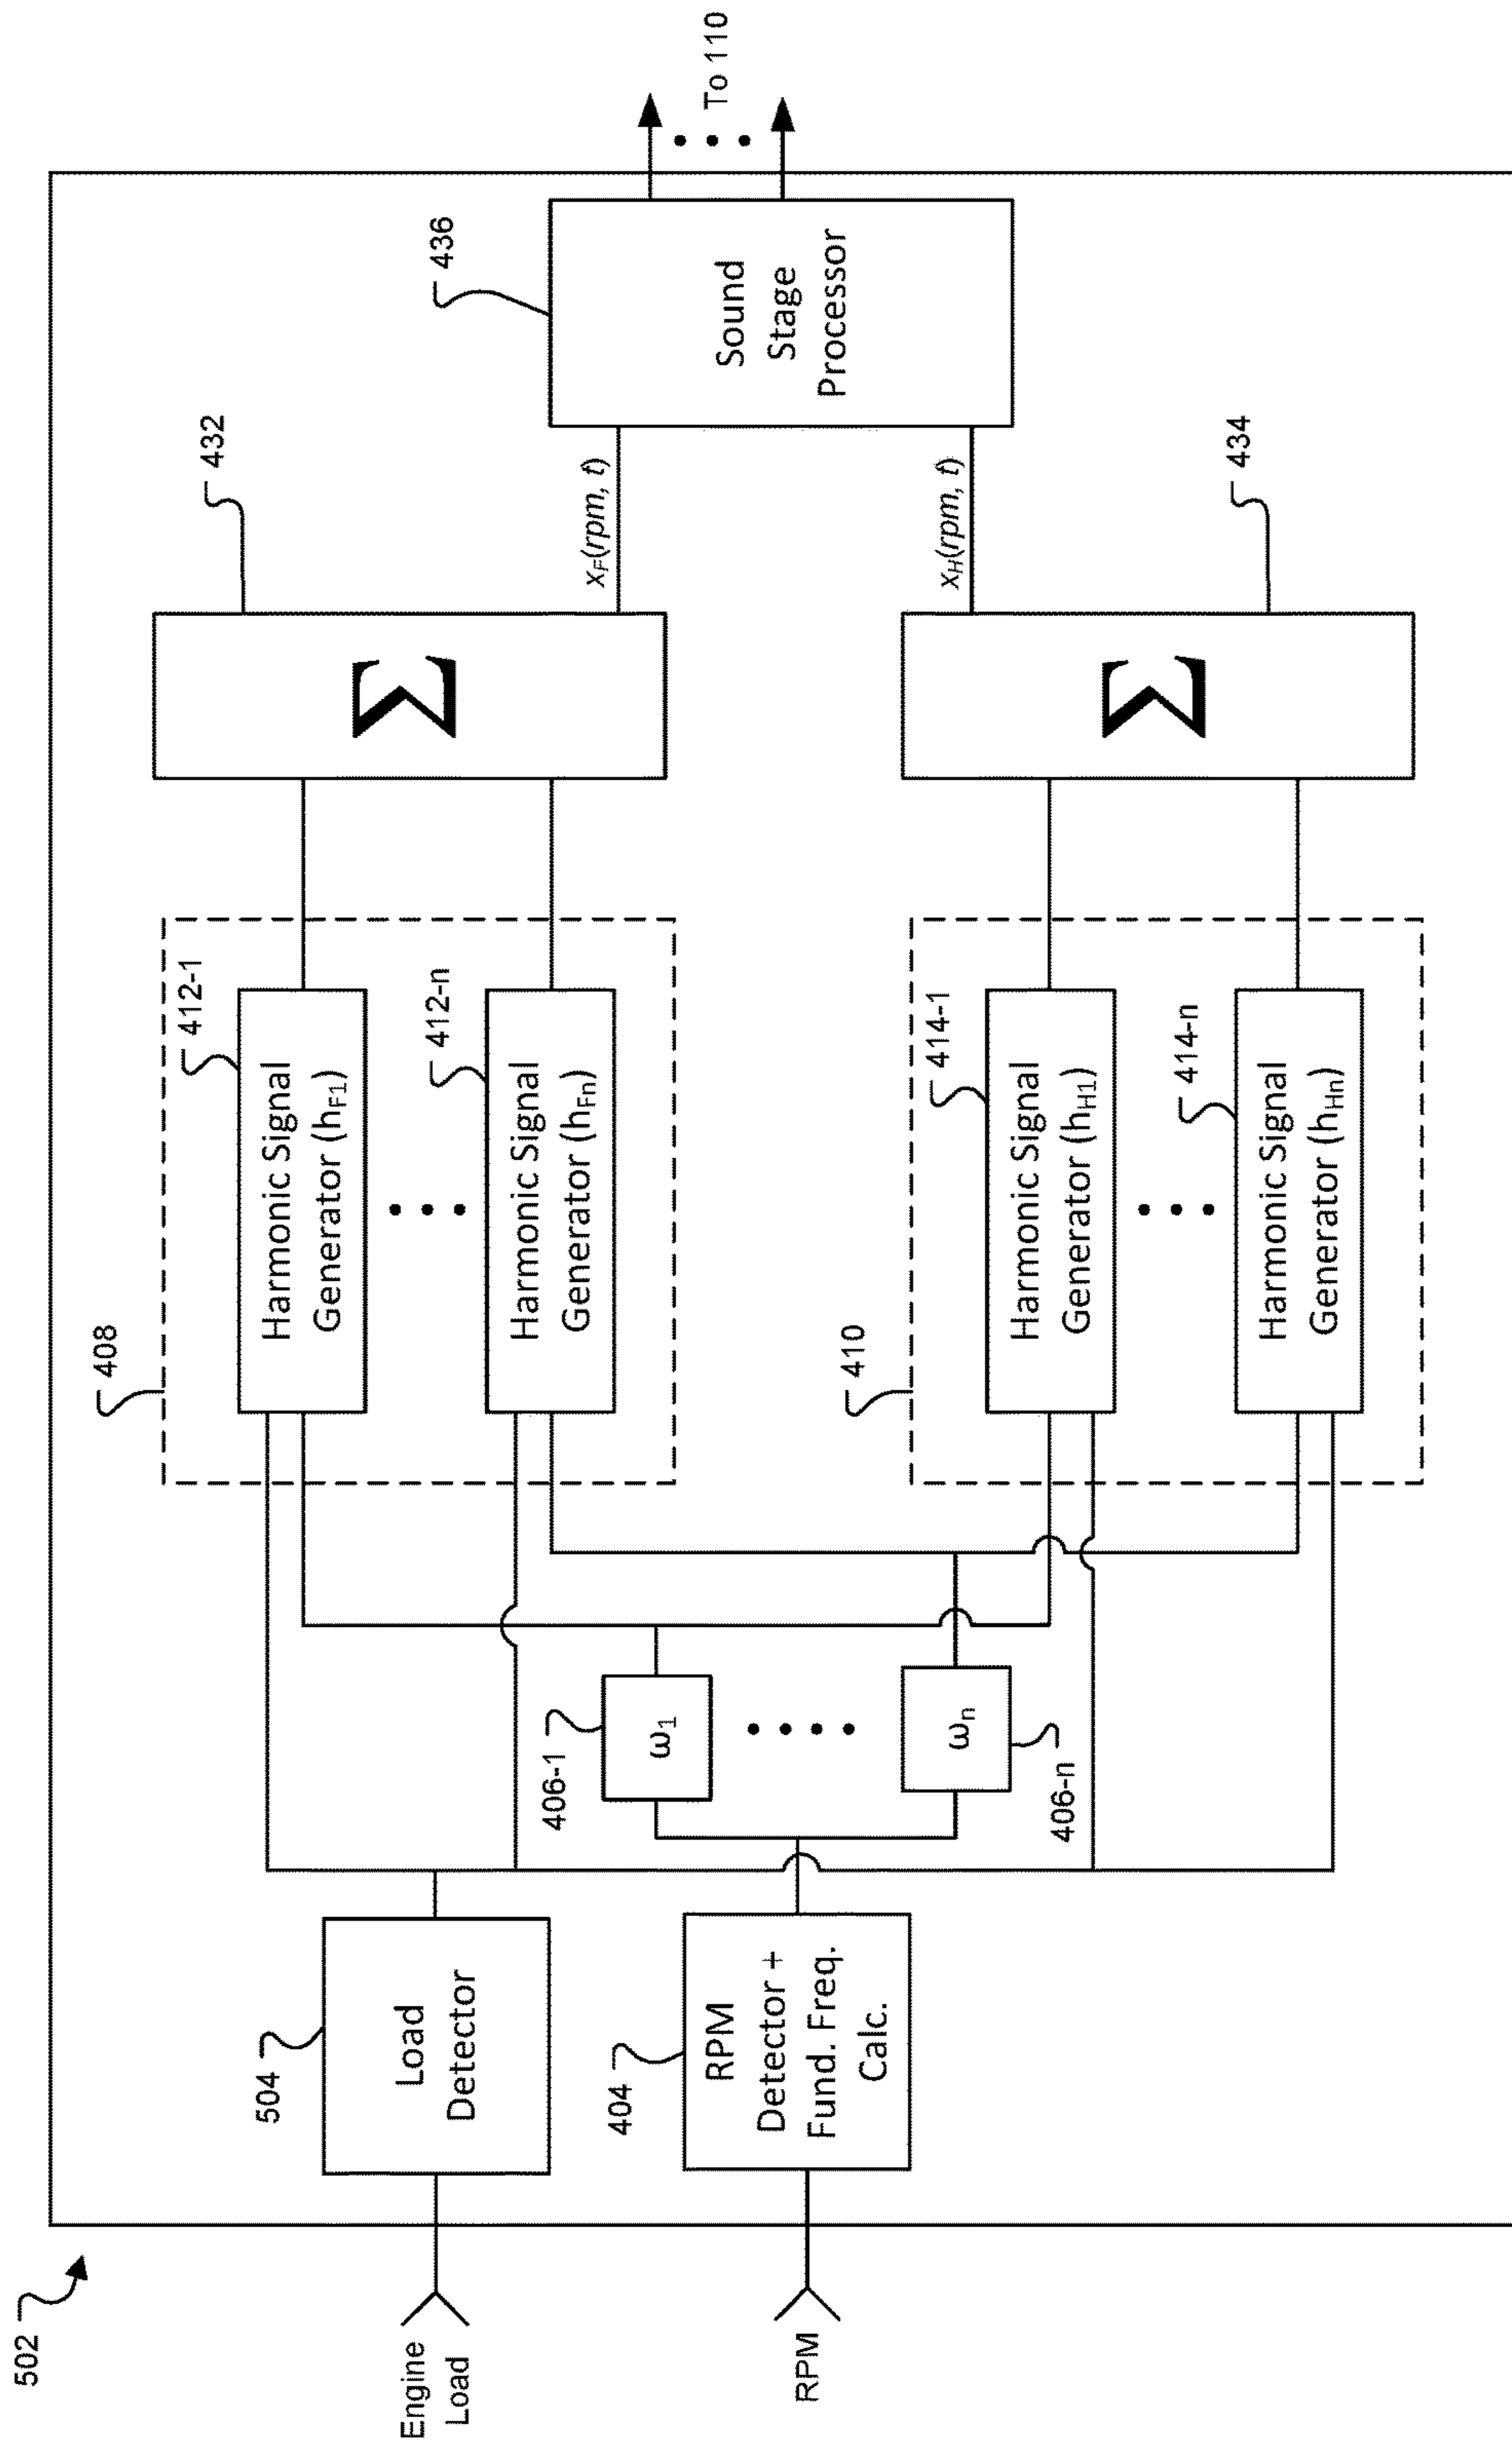 502
Engine
Load
RPM
504
Load
Detector
404
RPM
Detector +
Fund. Freq.
Calc.
406-1
ω1
406-n
ωn
408
412-1
Harmonic Signal
Generator (hF1)
412-n
Harmonic Signal
Generator (hFn)
410
414-1
Harmonic Signal
Generator (hH1)
414-n
Harmonic Signal
Generator (hHn)
432
Σ
xF(rpm, t)
434
Σ
xH(rpm, t)
436
Sound
Stage
Processor
To 110